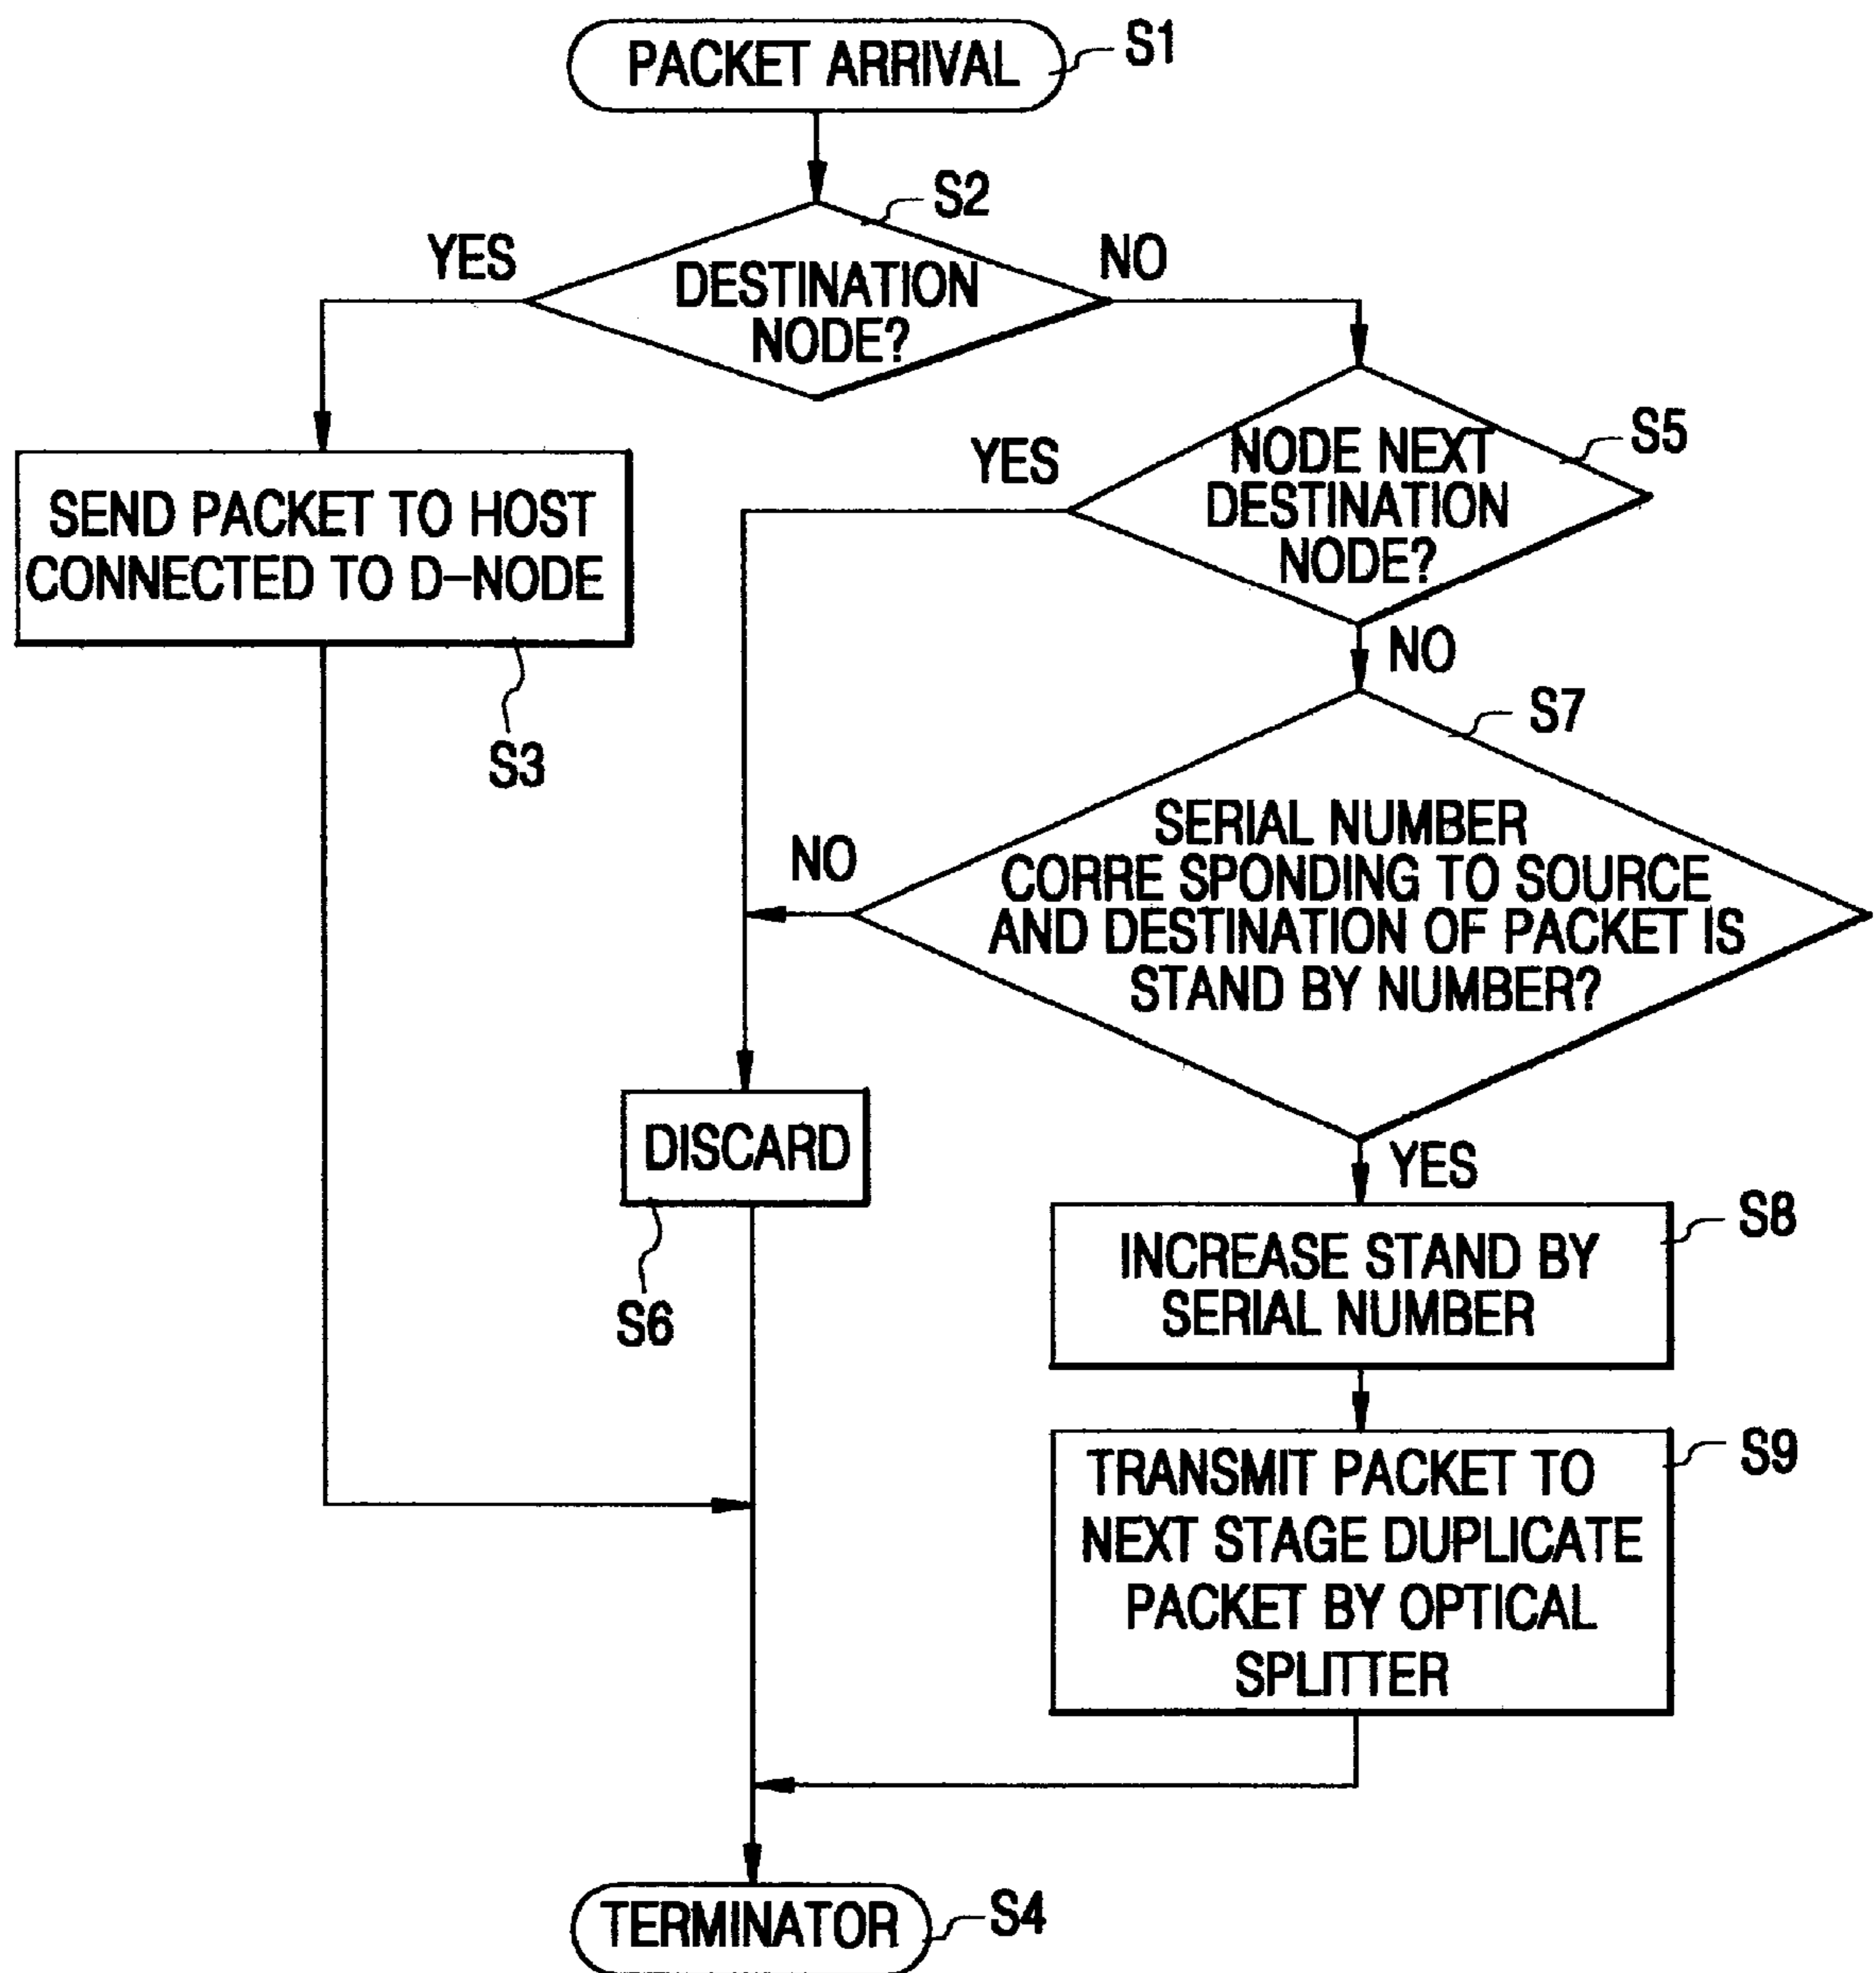 PACKET ARRIVAL
S1
S2
YES
NO
DESTINATION
NODE?
S5
YES
NODE NEXT
DESTINATION
NODE?
SEND PACKET TO HOST
CONNECTED TO D-NODE
S3
NO
S7
SERIAL NUMBER
CORRE SPONDING TO SOURCE
AND DESTINATION OF PACKET IS
STAND BY NUMBER?
NO
DISCARD
S6
YES
S8
INCREASE STAND BY
SERIAL NUMBER
S9
TRANSMIT PACKET TO
NEXT STAGE DUPLICATE
PACKET BY OPTICAL
SPLITTER
TERMINATOR
S4